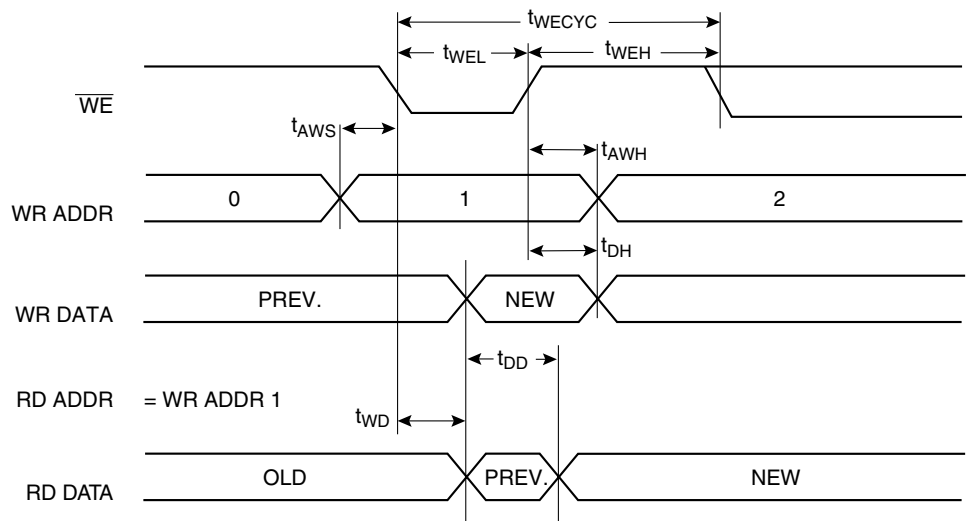 tWECYC
tWEL
tWEH
WE
tAWS
tAWH
WR ADDR
0
1
2
tDH
WR DATA
PREV.
NEW
tDD
RD ADDR = WR ADDR 1
tWD
RD DATA
OLD
PREV.
NEW